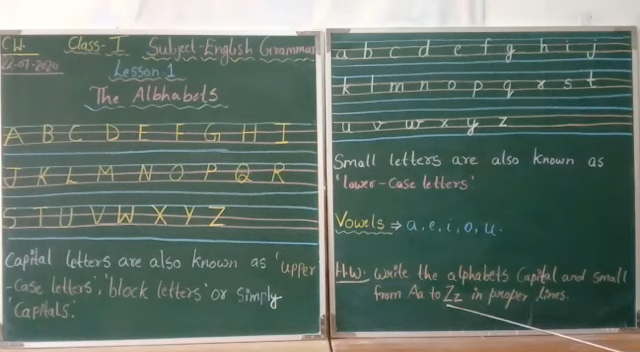 C.W. Class-I Subject-English Grammar
22-07-2020
Lesson 1
The Albhabets
A B C D E F G H I
J K L M N O P Q R
S T U V W X Y Z
Capital letters are also known as 'upper
-case letters', 'block letters' or simply
'Capitals'.
a b c d e f g h i j
k l m n o p q r s t
u v w x y z
Small letters are also known as
'lower-case letters'
Vowels → a, e, i, o, u.
H.W. Write the alphabets Capital and small
from Aa to Zz in proper lines.